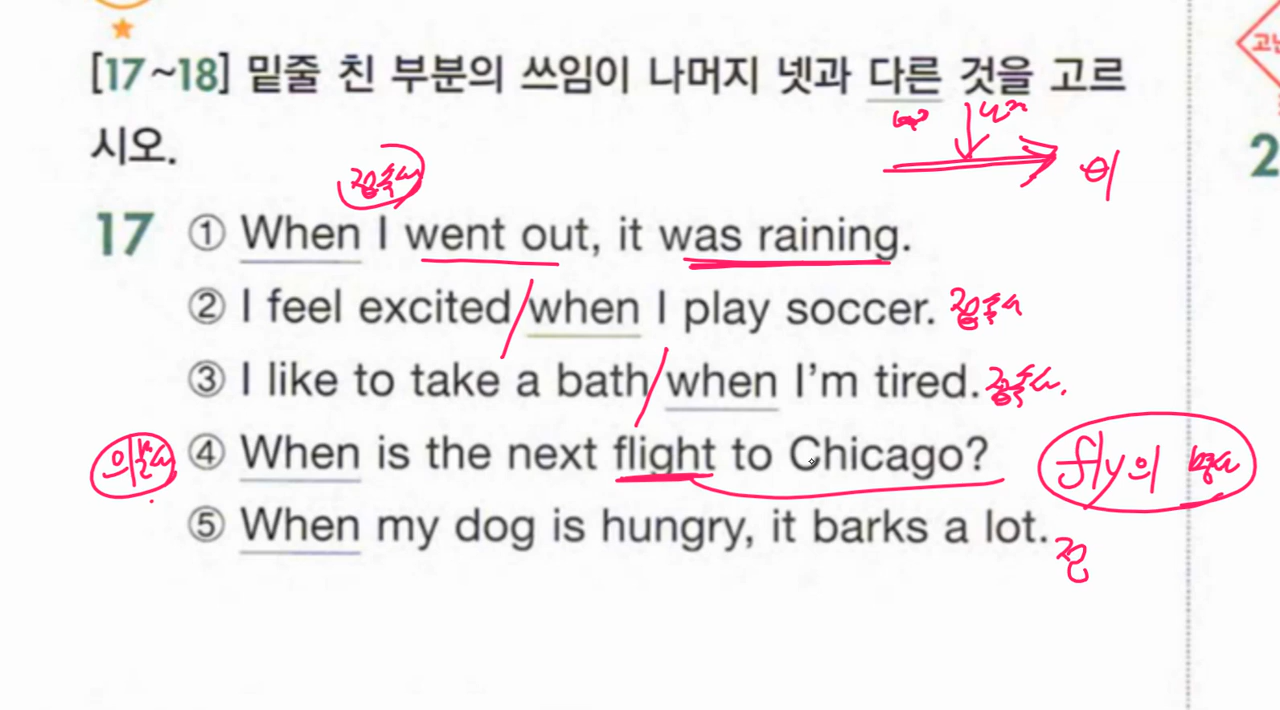 [17~18] 밑줄 친 부분의 쓰임이 나머지 넷과 다른 것을 고르
시오.
접속사
17 ① When I went out, it was raining.
② I feel excited / when I play soccer. 접속사
③ I like to take a bath / when I'm tired. 접속사.
의문사 ④ When is the next flight to Chicago? fly의 명사
⑤ When my dog is hungry, it barks a lot.
접
고난
2